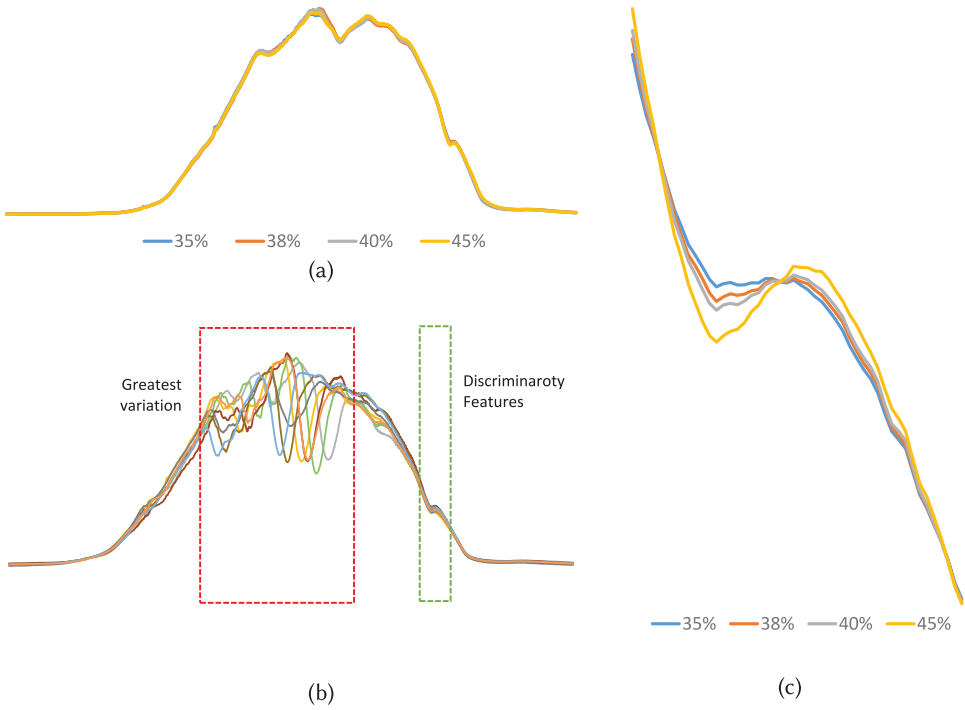 35% 38% 40% 45%
(a)
Greatest
variation
Discriminaroty
Features
(b)
35% 38% 40% 45%
(c)